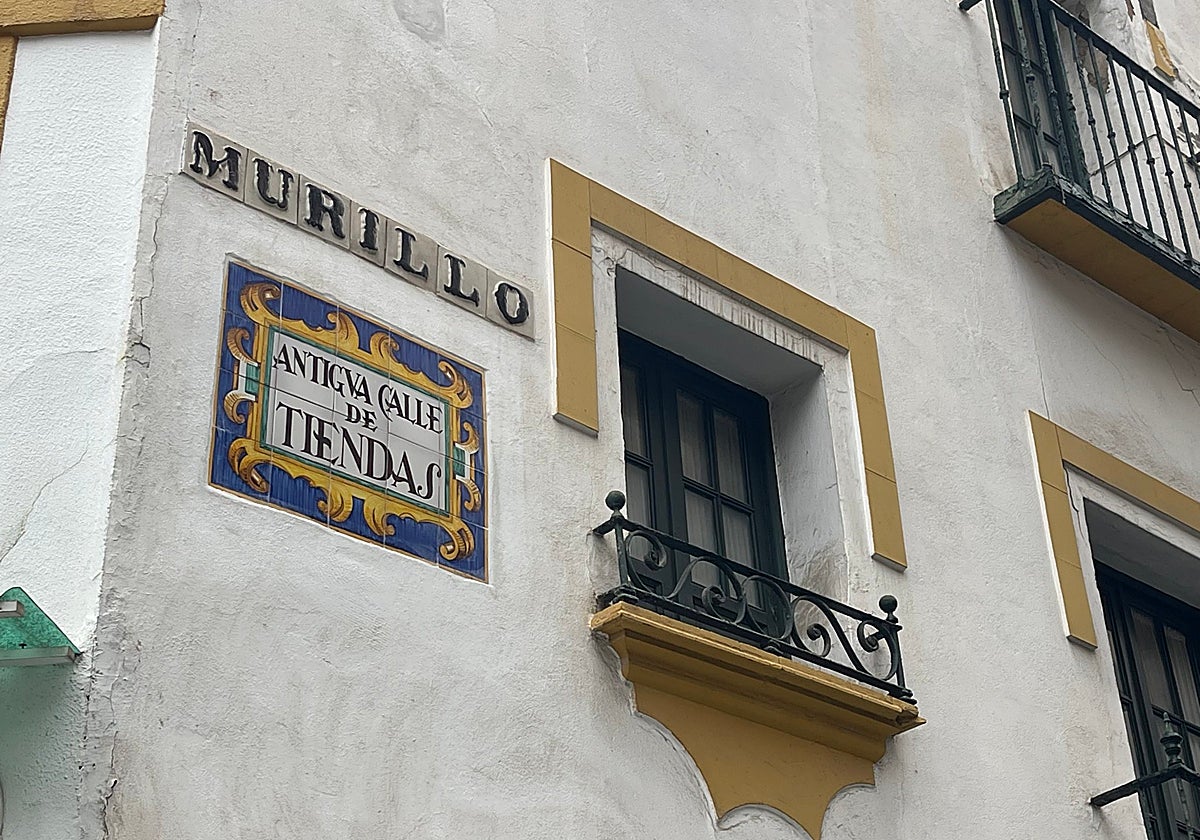 MURILLO
ANTIGVA CALLE
DE
TIENDAS